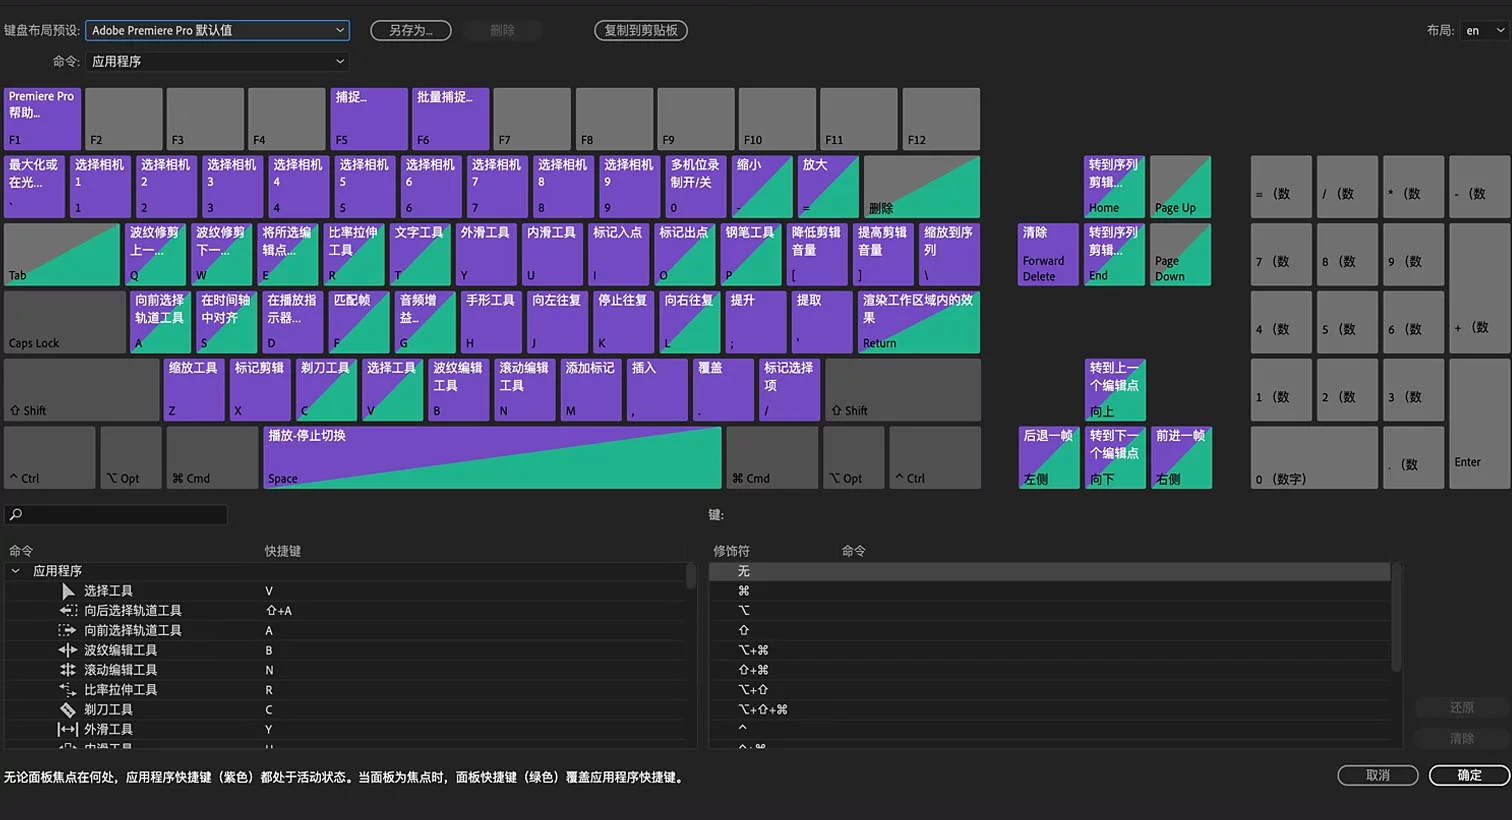 键盘布局预设: Adobe Premiere Pro 默认值 另存为... 删除 复制到剪贴板 布局: en
命令: 应用程序
Premiere Pro 帮助... F1
F2
F3
F4
捕捉... F5
批量捕捉... F6
F7
F8
F9
F10
F11
F12
最大化或在光... `
选择相机 1 1
选择相机 2 2
选择相机 3 3
选择相机 4 4
选择相机 5 5
选择相机 6 6
选择相机 7 7
选择相机 8 8
选择相机 9 9
多机位录制开/关 0
缩小 -
放大 =
删除
转到序列剪辑... Home
Page Up
= （数
/ （数
* （数
- （数
Tab
波纹修剪上一... Q
波纹修剪下一... W
将所选编辑点... E
比率拉伸工具 R
文字工具 T
外滑工具 Y
内滑工具 U
标记入点 I
标记出点 O
钢笔工具 P
降低剪辑音量 [
提高剪辑音量 ]
缩放到序列 \
清除 Forward Delete
转到序列剪辑... End
Page Down
7 （数
8 （数
9 （数
+ （数
Caps Lock
向前选择轨道工具 A
在时间轴中对齐 S
在播放指示器... D
匹配帧 F
音频增益... G
手形工具 H
向左往复 J
停止往复 K
向右往复 L
提升 ;
提取 '
渲染工作区域内的效果 Return
4 （数
5 （数
6 （数
⇧ Shift
缩放工具 Z
标记剪辑 X
剃刀工具 C
选择工具 V
波纹编辑工具 B
滚动编辑工具 N
添加标记 M
插入 ,
覆盖 .
标记选择项 /
⇧ Shift
转到上一个编辑点 向上
1 （数
2 （数
3 （数
Enter
^ Ctrl
⌥ Opt
⌘ Cmd
播放-停止切换 Space
⌘ Cmd
⌥ Opt
^ Ctrl
后退一帧 左侧
转到下一个编辑点 向下
前进一帧 右侧
0 （数字）
. （数
键:
命令 快捷键
应用程序
选择工具 V
向后选择轨道工具 ⇧+A
向前选择轨道工具 A
波纹编辑工具 B
滚动编辑工具 N
比率拉伸工具 R
剃刀工具 C
外滑工具 Y
内滑工具 U
修饰符 命令
无
⌘
⌥
⇧
⌥+⌘
⇧+⌘
⌥+⇧
⌥+⇧+⌘
^
^+⌘
还原
清除
无论面板焦点在何处，应用程序快捷键（紫色）都处于活动状态。当面板为焦点时，面板快捷键（绿色）覆盖应用程序快捷键。
取消 确定